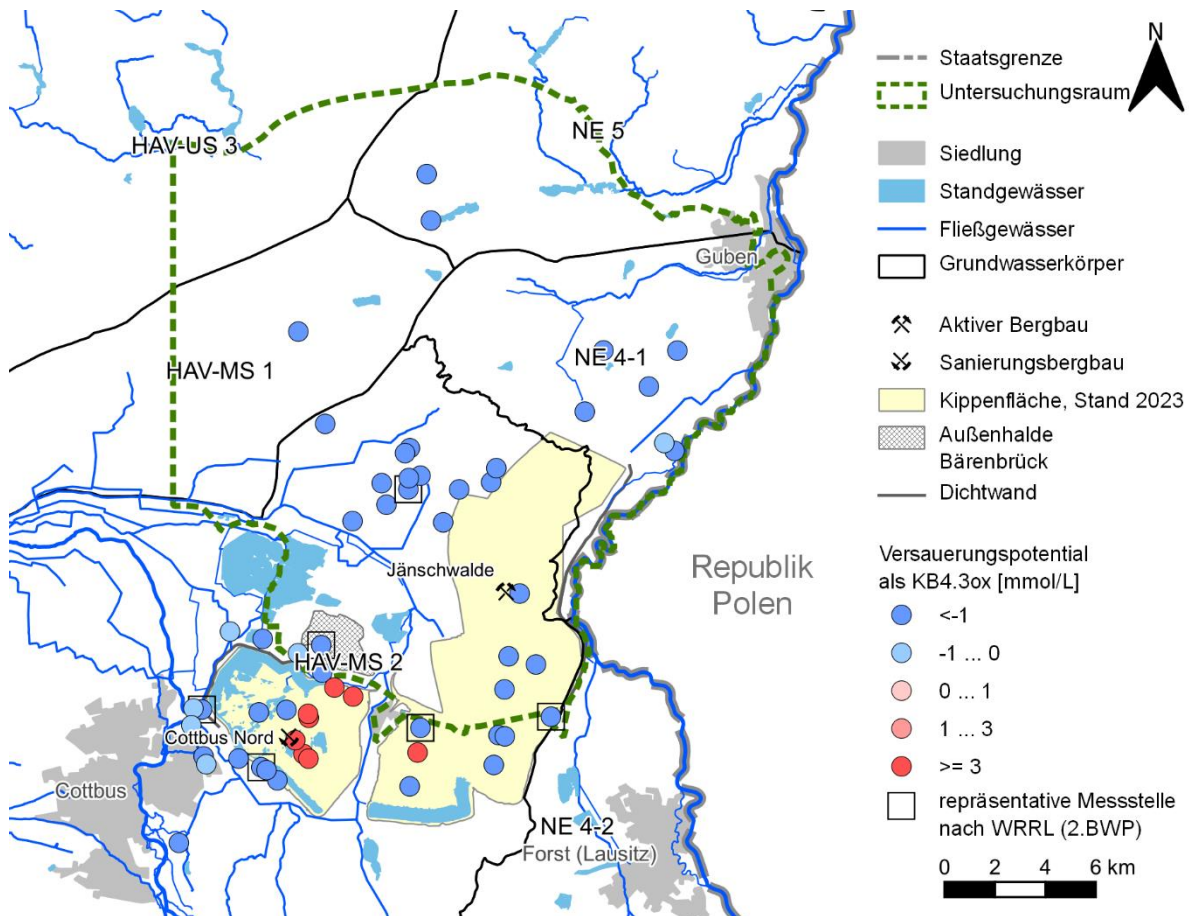 HAV-US 3
NE 5
Guben
HAV-MS 1
NE 4-1
Jänschwalde
Republik
Polen
HAV-MS 2
Cottbus Nord
Cottbus
NE 4-2
Forst (Lausitz)
N
Staatsgrenze
Untersuchungsraum
Siedlung
Standgewässer
Fließgewässer
Grundwasserkörper
Aktiver Bergbau
Sanierungsbergbau
Kippenfläche, Stand 2023
Außenhalde
Bärenbrück
Dichtwand
Versauerungspotential
als KB4.3ox [mmol/L]
<-1
-1 ... 0
0 ... 1
1 ... 3
>= 3
repräsentative Messstelle
nach WRRL (2.BWP)
0 2 4 6 km